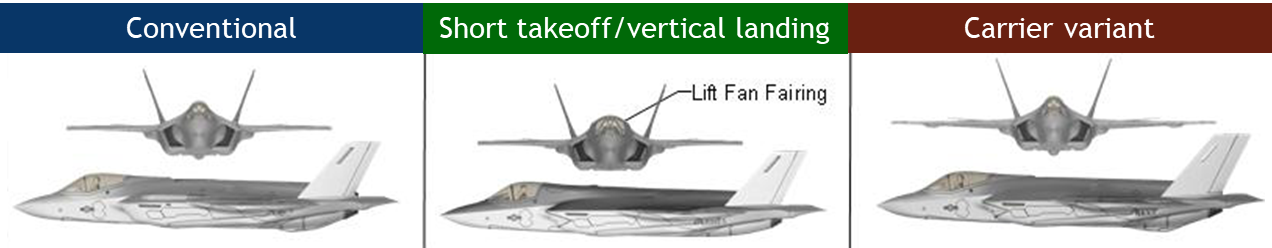 Conventional
Short takeoff/vertical landing
Carrier variant
Lift Fan Fairing